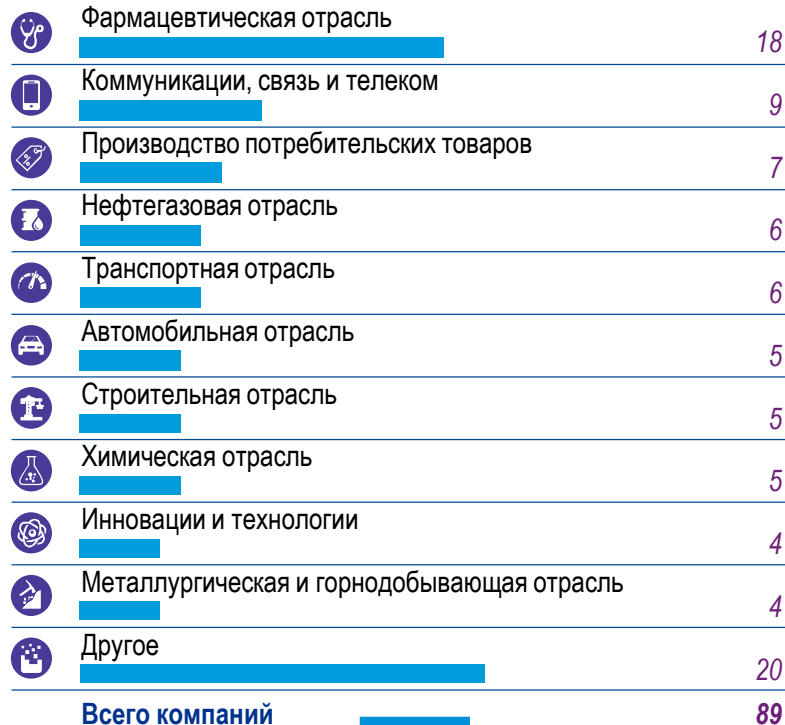 Фармацевтическая отрасль
18
Коммуникации, связь и телеком
9
Производство потребительских товаров
7
Нефтегазовая отрасль
6
Транспортная отрасль
6
Автомобильная отрасль
5
Строительная отрасль
5
Химическая отрасль
5
Инновации и технологии
4
Металлургическая и горнодобывающая отрасль
4
Другое
20
Всего компаний 89